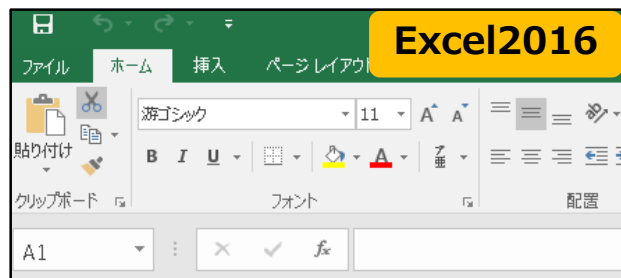 Excel2016
ファイル ホーム 挿入 ページ レイアウト
游ゴシック 11 A A
貼り付け
B I U A ア亜
クリップボード フォント 配置
A1 fx